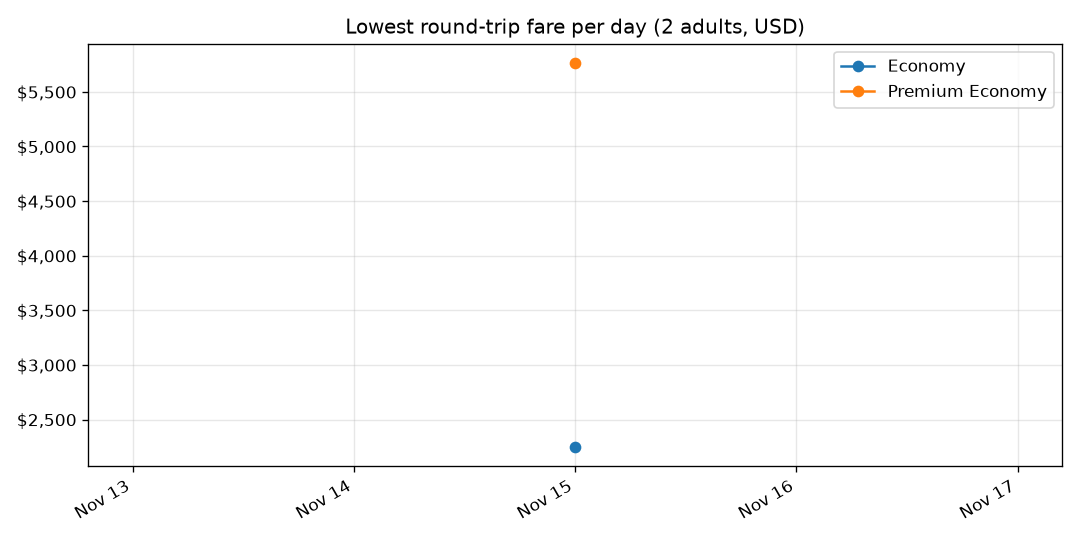 Lowest round-trip fare per day (2 adults, USD)
Economy
Premium Economy
$5,500
$5,000
$4,500
$4,000
$3,500
$3,000
$2,500
Nov 13
Nov 14
Nov 15
Nov 16
Nov 17